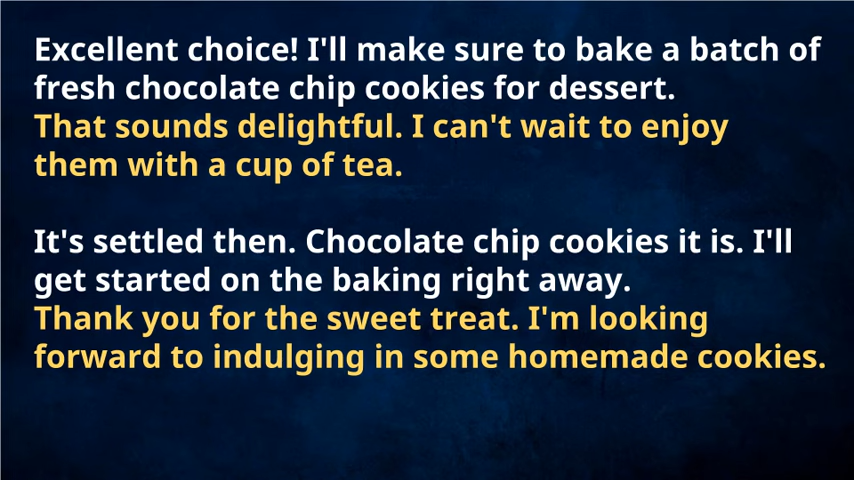 Excellent choice! I'll make sure to bake a batch of
fresh chocolate chip cookies for dessert.
That sounds delightful. I can't wait to enjoy
them with a cup of tea.
It's settled then. Chocolate chip cookies it is. I'll
get started on the baking right away.
Thank you for the sweet treat. I'm looking
forward to indulging in some homemade cookies.